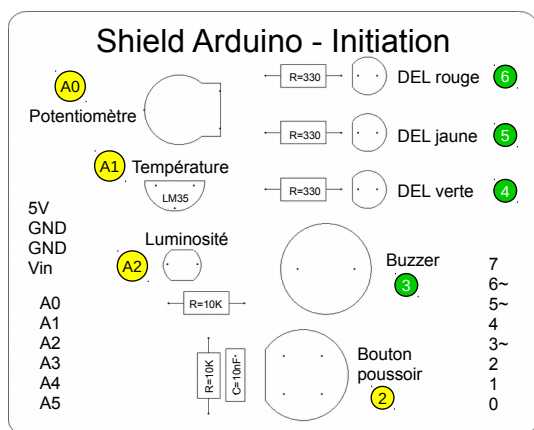 Shield Arduino - Initiation
A0
Potentiomètre
R=330
DEL rouge
6
R=330
DEL jaune
5
A1
Température
LM35
R=330
DEL verte
4
5V
GND
GND
Vin
Luminosité
A2
Buzzer
3
R=10K
A0
A1
A2
A3
A4
A5
R=10K
C=10nF
Bouton
poussoir
2
7
6~
5~
4
3~
2
1
0